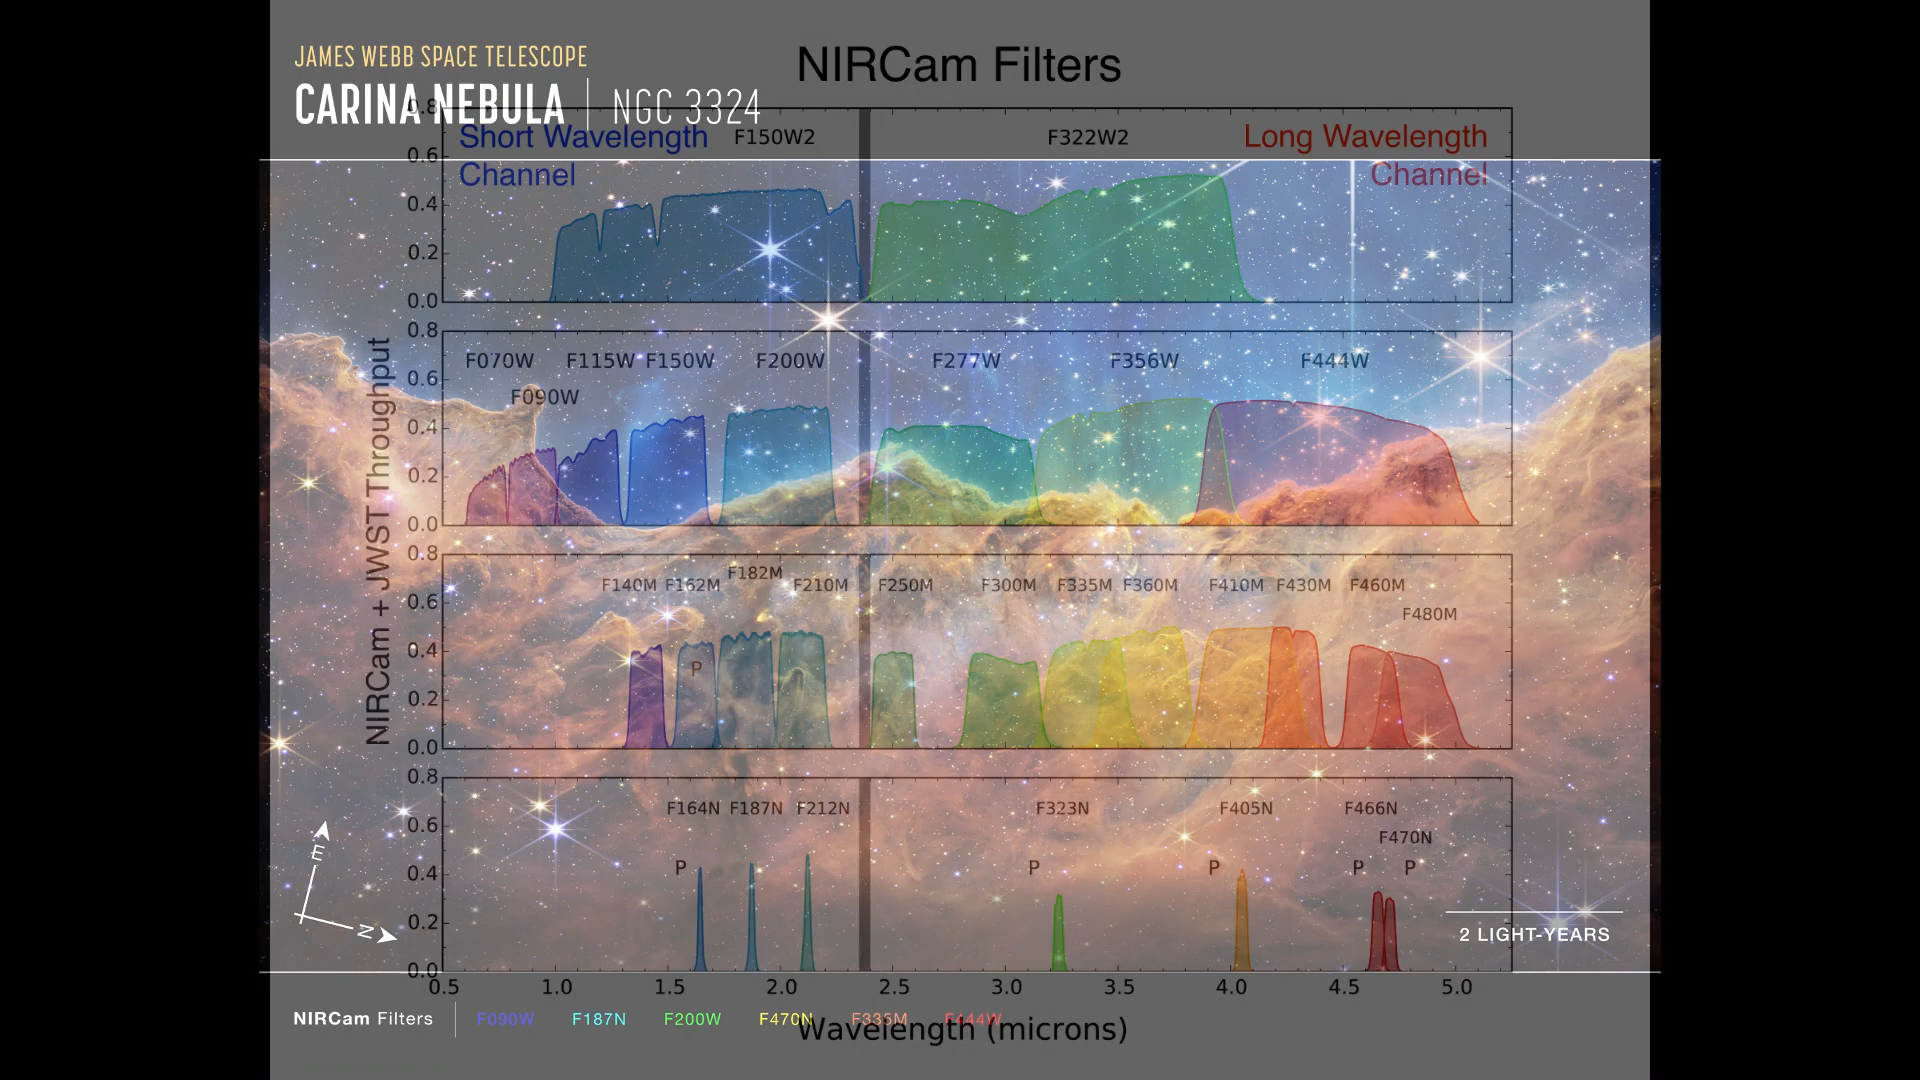 JAMES WEBB SPACE TELESCOPE
CARINA NEBULA | NGC 3324
NIRCam Filters
0.8
Short Wavelength
Channel
F150W2
F322W2
Long Wavelength
Channel
0.6
0.4
0.2
0.0
0.8
F070W F115W F150W F200W F277W F356W F444W
F090W
0.6
0.4
0.2
0.0
NIRCam + JWST Throughput
0.8
F140M F162M F182M F210M F250M F300M F335M F360M F410M F430M F460M
F480M
0.6
P
0.4
0.2
0.0
0.8
F164N F187N F212N F323N F405N F466N
F470N
0.6
P P P P P
0.4
0.2
0.0
E
N
2 LIGHT-YEARS
0.5 1.0 1.5 2.0 2.5 3.0 3.5 4.0 4.5 5.0
Wavelength (microns)
NIRCam Filters | F090W F187N F200W F470N F335M F444W